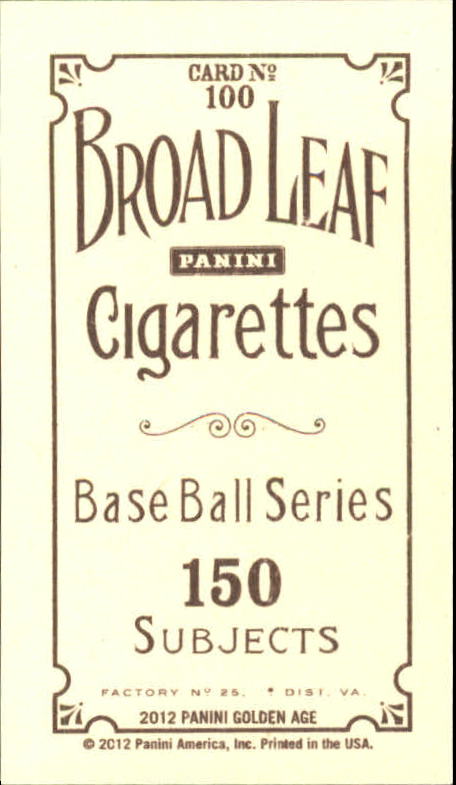 CARD Nº
100
BROAD LEAF
PANINI
Cigarettes
Base Ball Series
150
SUBJECTS
FACTORY Nº 25. DIST. VA.
2012 PANINI GOLDEN AGE
© 2012 Panini America, Inc. Printed in the USA.